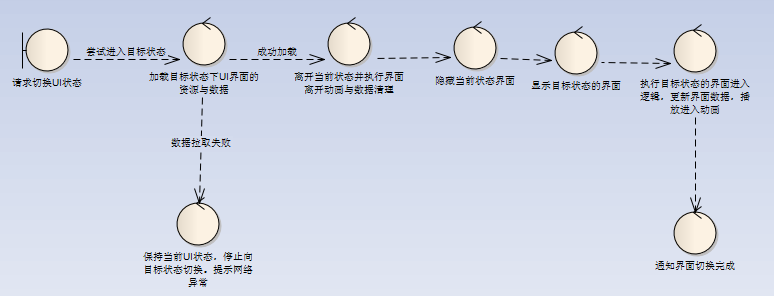 请求切换UI状态
尝试进入目标状态
加载目标状态下UI界面的
资源与数据
成功加载
离开当前状态并执行界面
离开动画与数据清理
隐藏当前状态界面
显示目标状态的界面
执行目标状态的界面进入
逻辑，更新界面数据，播
放进入动画
数据拉取失败
保持当前UI状态，停止向
目标状态切换，提示网络
异常
通知界面切换完成